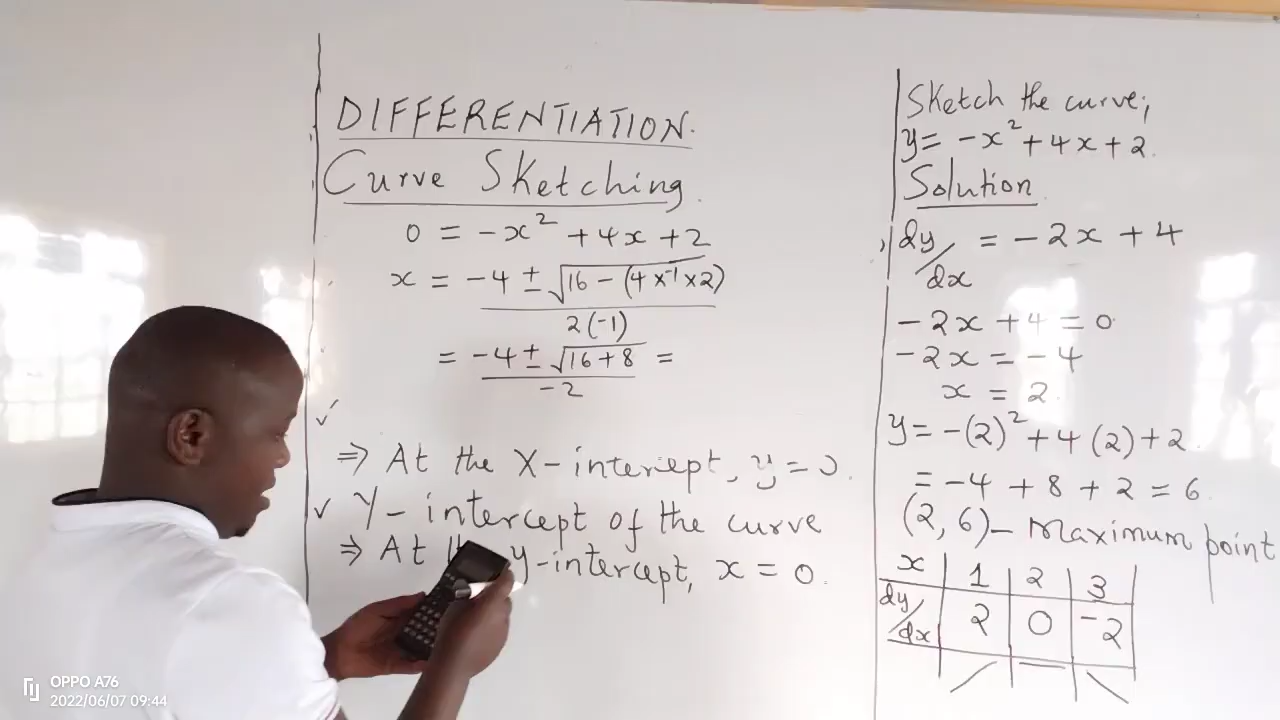 DIFFERENTIATION.
Curve Sketching.
0 = -x² + 4x + 2
x = -4 ± √16 - (4 x⁻1 x 2)
2(-1)
= -4 ± √16 + 8 =
-2
✓
⇒ At the X-intercept, y = 0.
✓ Y-intercept of the curve
⇒ At Y-intercept, x = 0.
Sketch the curve;
y = -x² + 4x + 2.
Solution
dy/dx = -2x + 4
-2x + 4 = 0
-2x = -4
x = 2.
y = -(2)² + 4(2) + 2.
= -4 + 8 + 2 = 6.
(2, 6) - Maximum point
x | 1 | 2 | 3
dy/dx | 2 | 0 | -2
/ — \
OPPO A76
2022/06/07 09:44